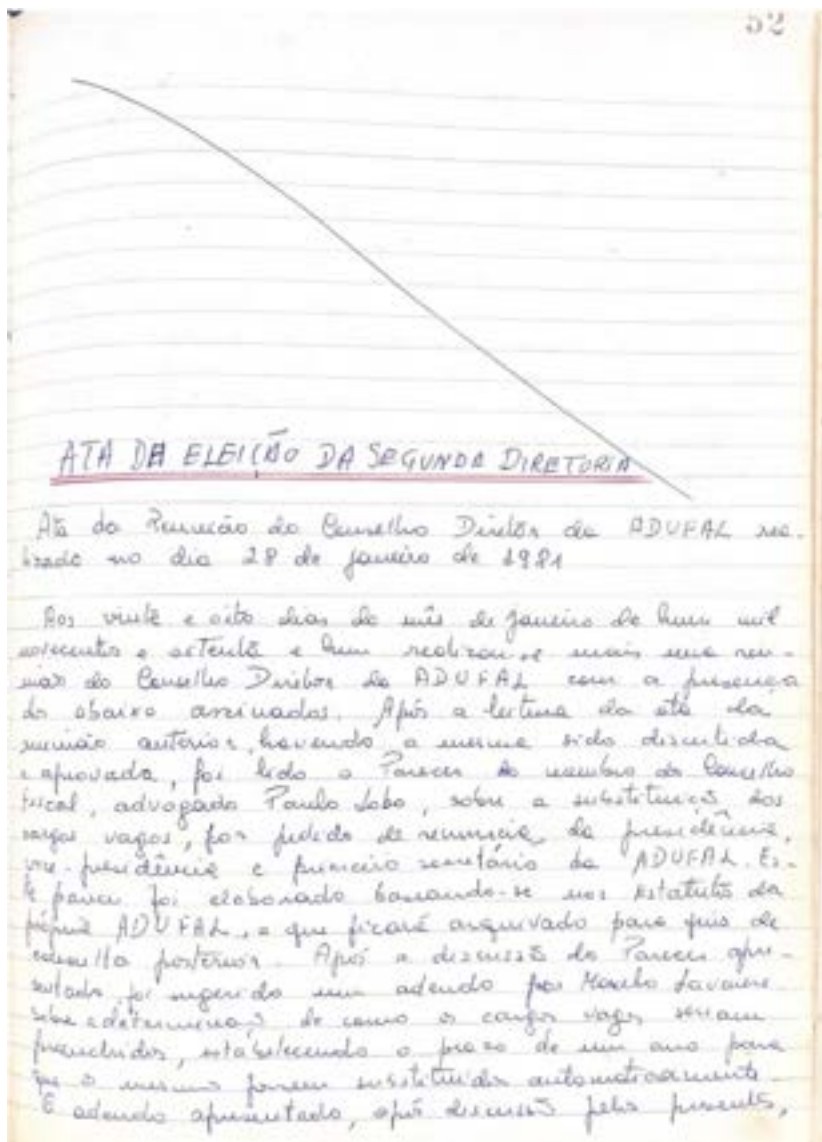 52
ATA DA ELEIÇÃO DA SEGUNDA DIRETORIA
Ata da Reunião do Conselho Diretor da ADUFAL rea-
lizado no dia 28 de janeiro de 1981
Aos vinte e oito dias do mês de janeiro de hum mil
novecentos e oitenta e hum realizou-se mais uma reu-
nião do Conselho Diretor da ADUFAL com a presença
do abaixo assinados. Após a leitura da ata da
reunião anterior, havendo a mesma sido discutida
e aprovada, foi lido o Parecer do membro do Conselho
fiscal, advogado Paulo Lobo, sobre a substituição dos
cargos vagos, por pedido de renuncia, da presidência,
vice-presidência e primeiro secretário da ADUFAL. Es-
te parecer foi elaborado baseando-se nos estatutos da
própria ADUFAL, e que ficará arquivado para fins de
consulta posterior. Após a discussão do Parecer apre-
sentado, foi sugerido um adendo por Marcelo Lavenere
sobre a determinação de como os cargos vagos seriam
preenchidos, estabelecendo o prazo de um ano para
que o mesmo fossem substituidos automaticamente.
O adendo apresentado, após discussão pelos presentes,